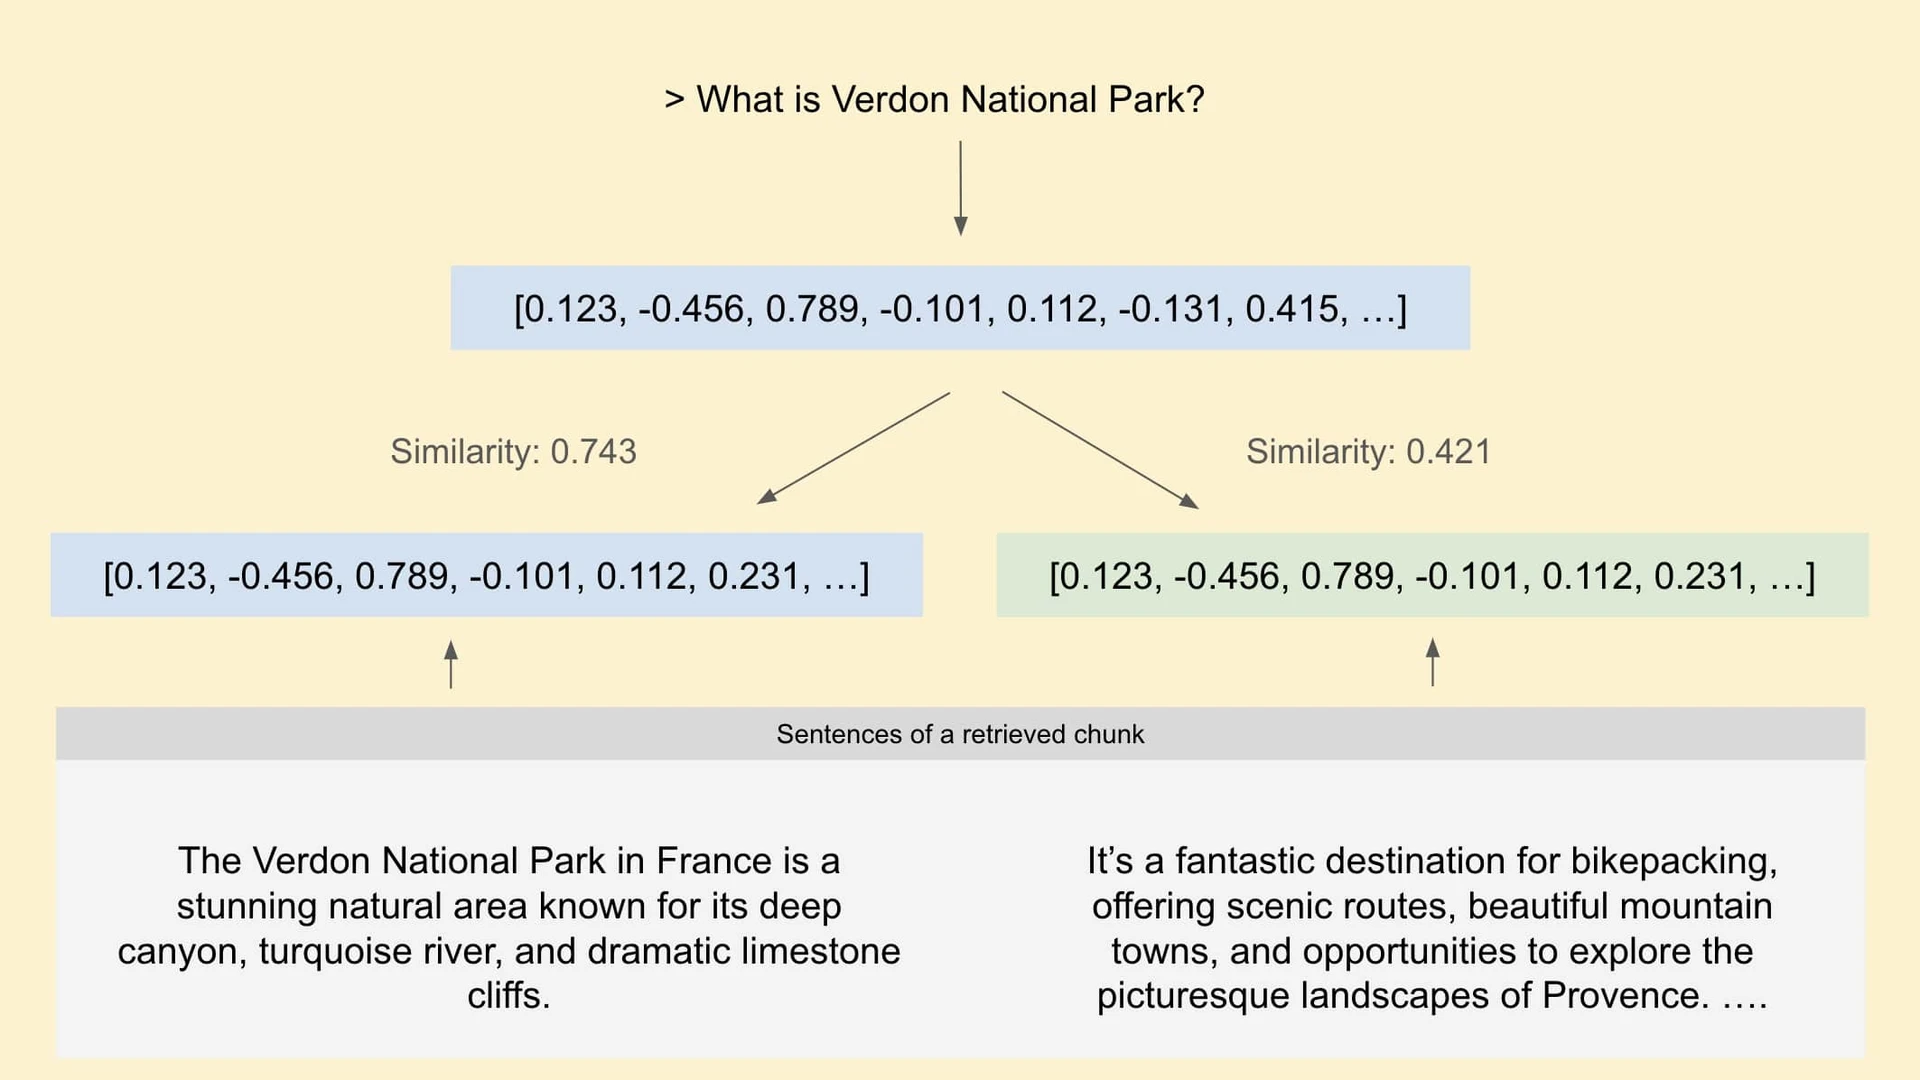 > What is Verdon National Park?
[0.123, -0.456, 0.789, -0.101, 0.112, -0.131, 0.415, …]
Similarity: 0.743
Similarity: 0.421
[0.123, -0.456, 0.789, -0.101, 0.112, 0.231, …]
[0.123, -0.456, 0.789, -0.101, 0.112, 0.231, …]
Sentences of a retrieved chunk
The Verdon National Park in France is a
stunning natural area known for its deep
canyon, turquoise river, and dramatic limestone
cliffs.
It’s a fantastic destination for bikepacking,
offering scenic routes, beautiful mountain
towns, and opportunities to explore the
picturesque landscapes of Provence. ….